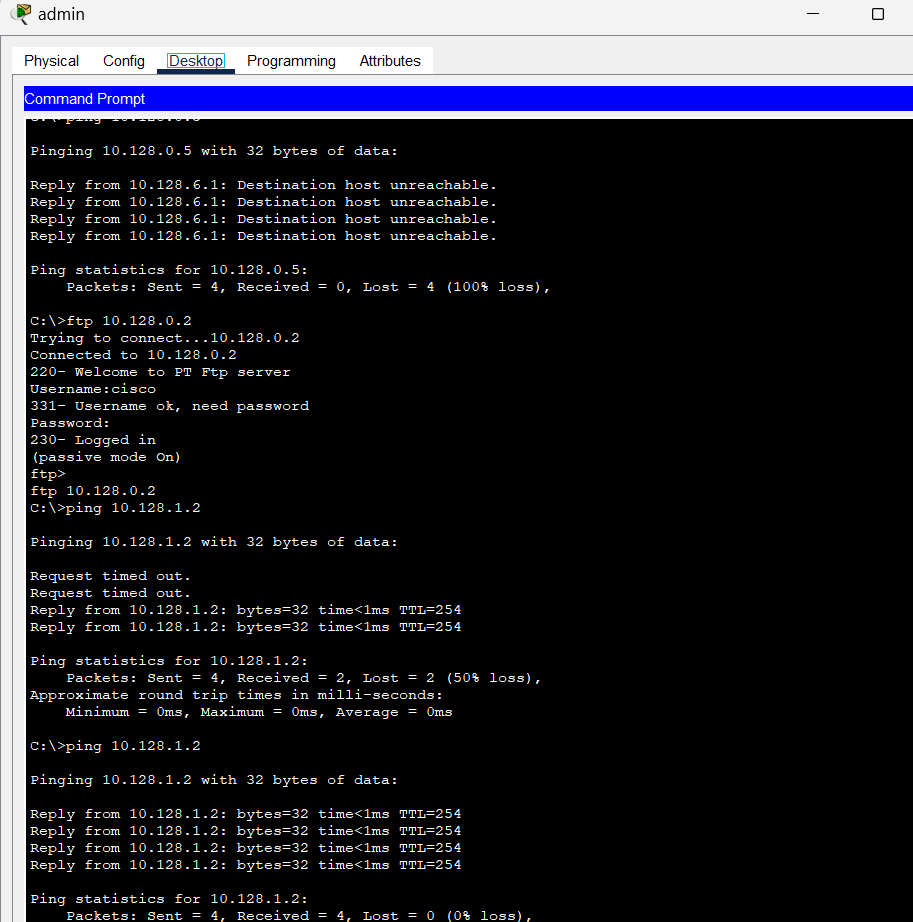 admin
Physical Config Desktop Programming Attributes
Command Prompt
Pinging 10.128.0.5 with 32 bytes of data:
Reply from 10.128.6.1: Destination host unreachable.
Reply from 10.128.6.1: Destination host unreachable.
Reply from 10.128.6.1: Destination host unreachable.
Reply from 10.128.6.1: Destination host unreachable.
Ping statistics for 10.128.0.5:
Packets: Sent = 4, Received = 0, Lost = 4 (100% loss),
C:\>ftp 10.128.0.2
Trying to connect...10.128.0.2
Connected to 10.128.0.2
220- Welcome to PT Ftp server
Username:cisco
331- Username ok, need password
Password:
230- Logged in
(passive mode On)
ftp>
ftp 10.128.0.2
C:\>ping 10.128.1.2
Pinging 10.128.1.2 with 32 bytes of data:
Request timed out.
Request timed out.
Reply from 10.128.1.2: bytes=32 time<1ms TTL=254
Reply from 10.128.1.2: bytes=32 time<1ms TTL=254
Ping statistics for 10.128.1.2:
Packets: Sent = 4, Received = 2, Lost = 2 (50% loss),
Approximate round trip times in milli-seconds:
Minimum = 0ms, Maximum = 0ms, Average = 0ms
C:\>ping 10.128.1.2
Pinging 10.128.1.2 with 32 bytes of data:
Reply from 10.128.1.2: bytes=32 time<1ms TTL=254
Reply from 10.128.1.2: bytes=32 time<1ms TTL=254
Reply from 10.128.1.2: bytes=32 time<1ms TTL=254
Reply from 10.128.1.2: bytes=32 time<1ms TTL=254
Ping statistics for 10.128.1.2:
Packets: Sent = 4, Received = 4, Lost = 0 (0% loss),